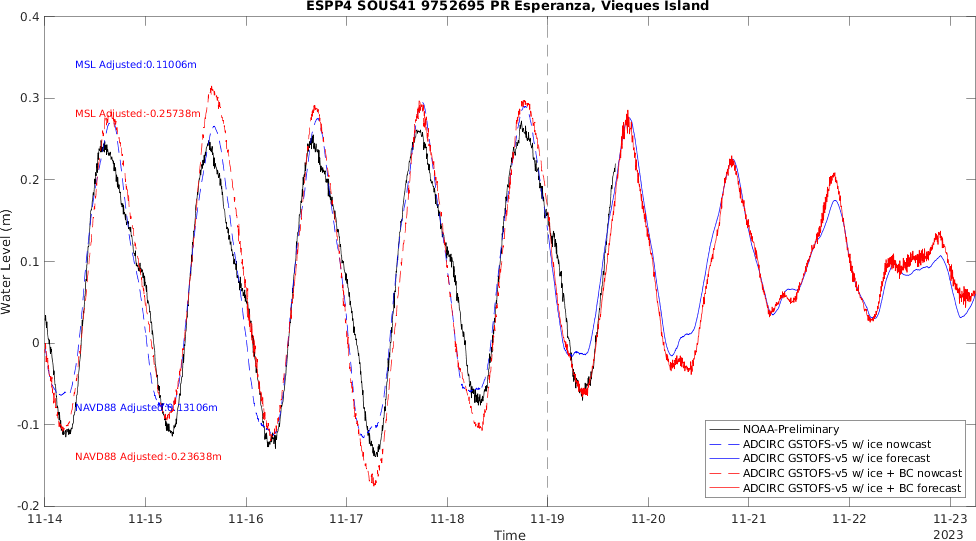 ESPP4 SOUS41 9752695 PR Esperanza, Vieques Island
0.4
0.3
0.2
0.1
0
-0.1
-0.2
Water Level (m)
MSL Adjusted:0.11006m
MSL Adjusted:-0.25738m
NAVD88 Adjusted:0.13106m
NAVD88 Adjusted:-0.23638m
NOAA-Preliminary
ADCIRC GSTOFS-v5 w/ ice nowcast
ADCIRC GSTOFS-v5 w/ ice forecast
ADCIRC GSTOFS-v5 w/ ice + BC nowcast
ADCIRC GSTOFS-v5 w/ ice + BC forecast
11-14 11-15 11-16 11-17 11-18 11-19 11-20 11-21 11-22 11-23
2023
Time